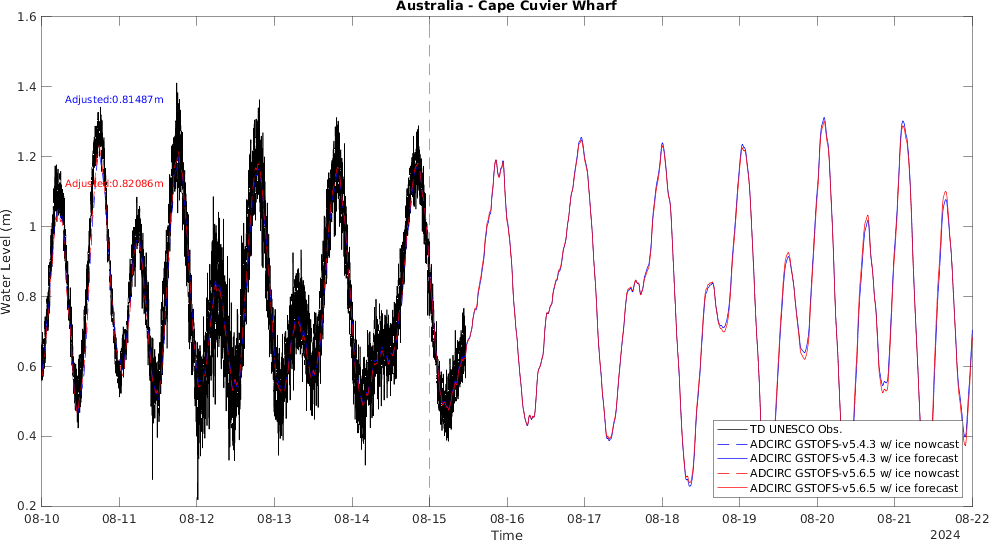 Australia - Cape Cuvier Wharf
1.6
1.4
1.2
1
0.8
0.6
0.4
0.2
Water Level (m)
Adjusted:0.81487m
Adjusted:0.82086m
TD UNESCO Obs.
ADCIRC GSTOFS-v5.4.3 w/ ice nowcast
ADCIRC GSTOFS-v5.4.3 w/ ice forecast
ADCIRC GSTOFS-v5.6.5 w/ ice nowcast
ADCIRC GSTOFS-v5.6.5 w/ ice forecast
08-10 08-11 08-12 08-13 08-14 08-15 08-16 08-17 08-18 08-19 08-20 08-21 08-22
Time
2024